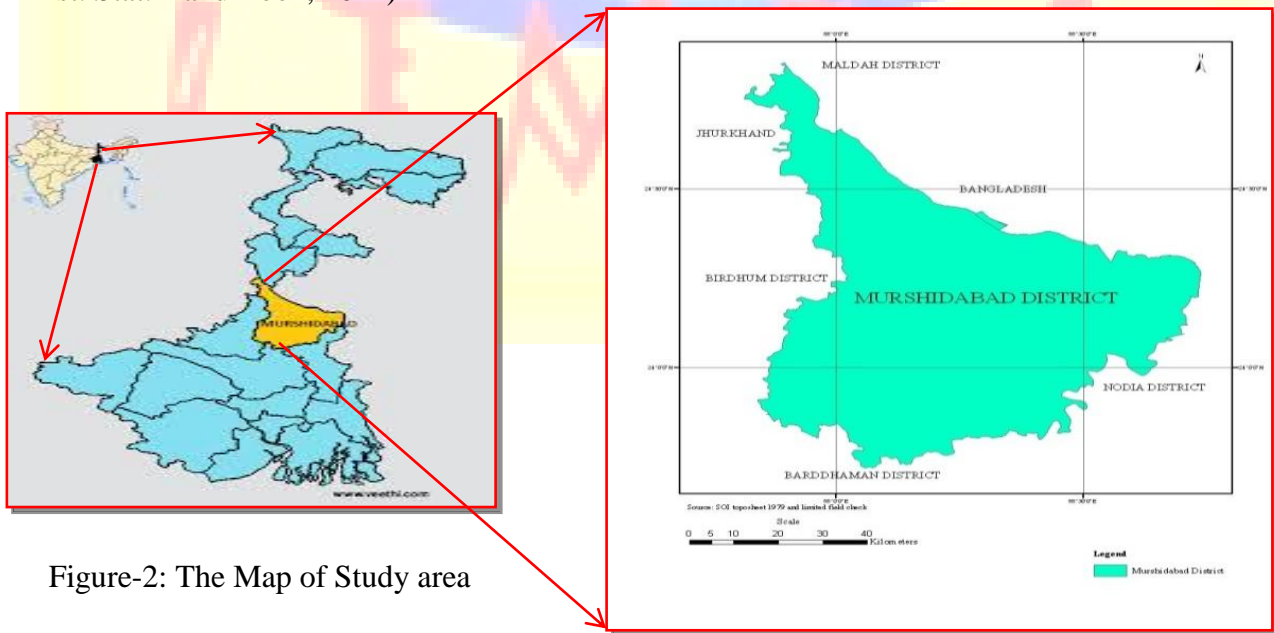 MALDAH DISTRICT
JHURKHAND
BANGLADESH
BIRDHUM DISTRICT
MURSHIDABAD DISTRICT
NODIA DISTRICT
BARDDHAMAN DISTRICT
Source: SOI toposheet 1979 and limited field check
Scale
0 5 10 20 30 40
Kilometers
Legend
Murshidabad District
MURSHIDABAD
www.veethi.com
Figure-2: The Map of Study area